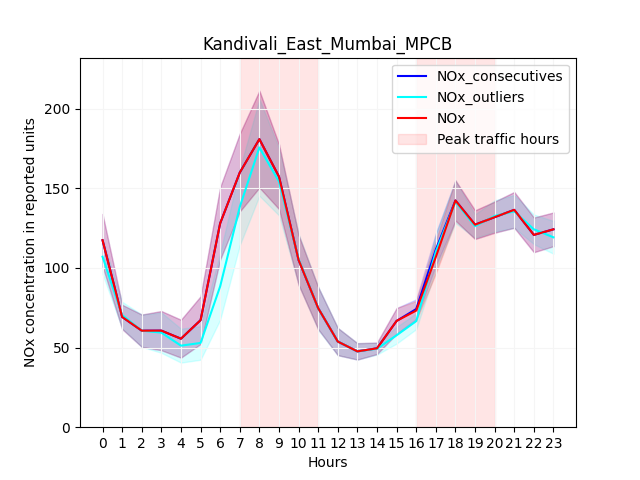 Kandivali_East_Mumbai_MPCB
NOx_consecutives
NOx_outliers
NOx
Peak traffic hours
NOx concentration in reported units
200
150
100
50
0
0 1 2 3 4 5 6 7 8 9 10 11 12 13 14 15 16 17 18 19 20 21 22 23
Hours